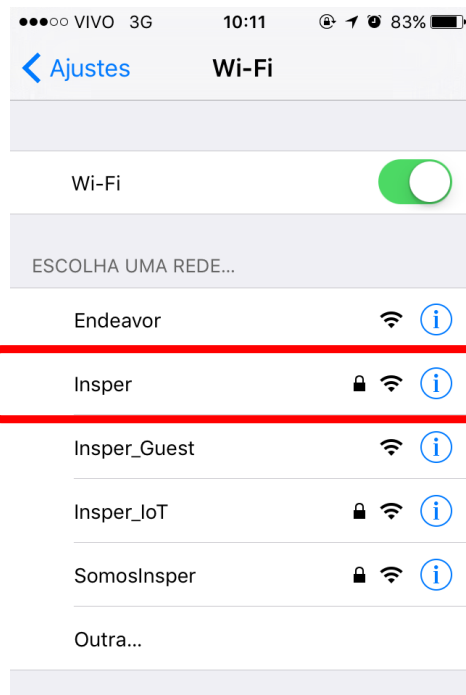 VIVO 3G 10:11 83%
Ajustes Wi-Fi
Wi-Fi
ESCOLHA UMA REDE...
Endeavor
Insper
Insper_Guest
Insper_IoT
SomosInsper
Outra...